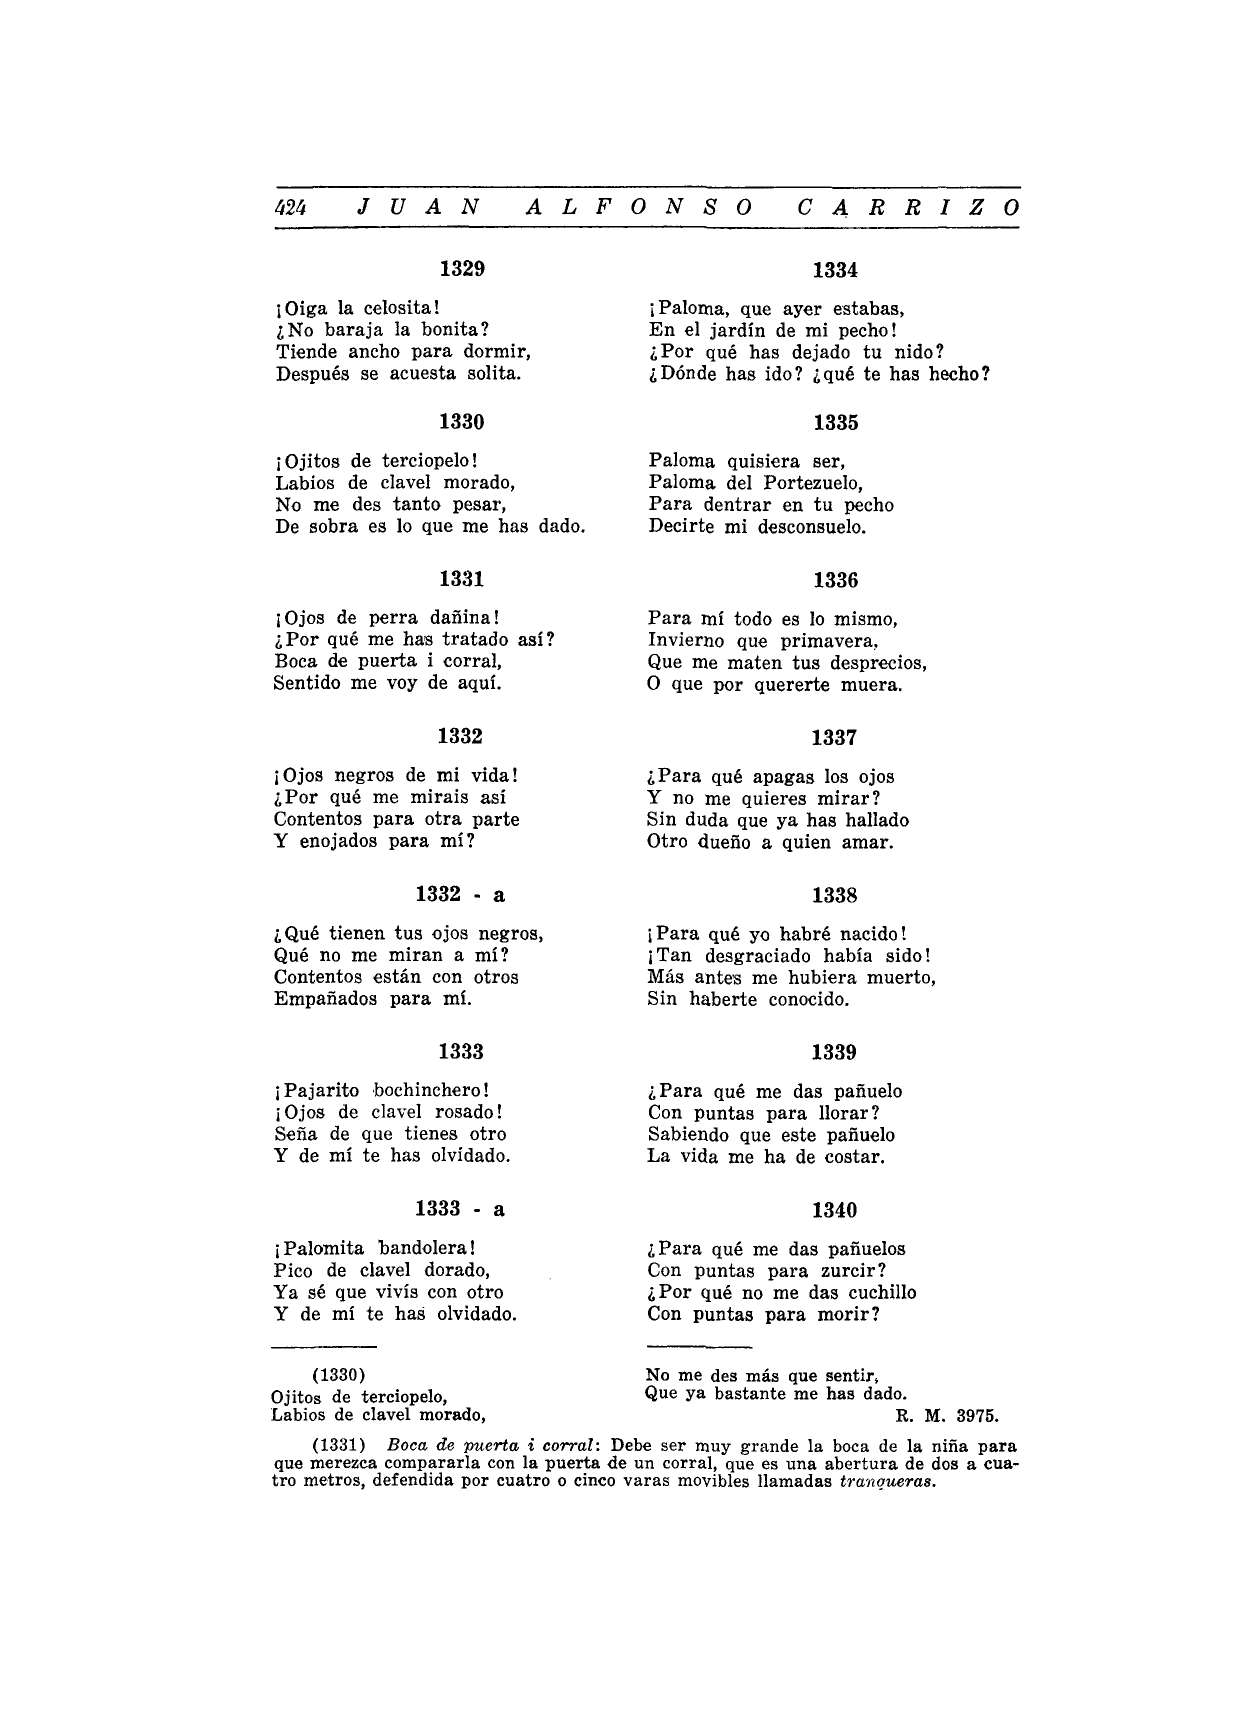 424 JUAN ALFONSO CARRIZO
1329
¡Oiga la celosita!
¿No baraja la bonita?
Tiende ancho para dormir,
Después se acuesta solita.
1330
¡Ojitos de terciopelo!
Labios de clavel morado,
No me des tanto pesar,
De sobra es lo que me has dado.
1331
¡Ojos de perra dañina!
¿Por qué me has tratado así?
Boca de puerta i corral,
Sentido me voy de aquí.
1332
¡Ojos negros de mi vida!
¿Por qué me mirais así
Contentos para otra parte
Y enojados para mí?
1332 - a
¿Qué tienen tus ojos negros,
Qué no me miran a mí?
Contentos están con otros
Empañados para mí.
1333
¡Pajarito bochinchero!
¡Ojos de clavel rosado!
Seña de que tienes otro
Y de mí te has olvidado.
1333 - a
¡Palomita bandolera!
Pico de clavel dorado,
Ya sé que vivís con otro
Y de mí te has olvidado.
1334
¡Paloma, que ayer estabas,
En el jardín de mi pecho!
¿Por qué has dejado tu nido?
¿Dónde has ido? ¿qué te has hecho?
1335
Paloma quisiera ser,
Paloma del Portezuelo,
Para dentrar en tu pecho
Decirte mi desconsuelo.
1336
Para mí todo es lo mismo,
Invierno que primavera,
Que me maten tus desprecios,
O que por quererte muera.
1337
¿Para qué apagas los ojos
Y no me quieres mirar?
Sin duda que ya has hallado
Otro dueño a quien amar.
1338
¡Para qué yo habré nacido!
¡Tan desgraciado había sido!
Más antes me hubiera muerto,
Sin haberte conocido.
1339
¿Para qué me das pañuelo
Con puntas para llorar?
Sabiendo que este pañuelo
La vida me ha de costar.
1340
¿Para qué me das pañuelos
Con puntas para zurcir?
¿Por qué no me das cuchillo
Con puntas para morir?
(1330)
Ojitos de terciopelo,
Labios de clavel morado,
No me des más que sentir,
Que ya bastante me has dado.
R. M. 3975.
(1331) Boca de puerta i corral: Debe ser muy grande la boca de la niña para
que merezca compararla con la puerta de un corral, que es una abertura de dos a cua-
tro metros, defendida por cuatro o cinco varas movibles llamadas tranqueras.